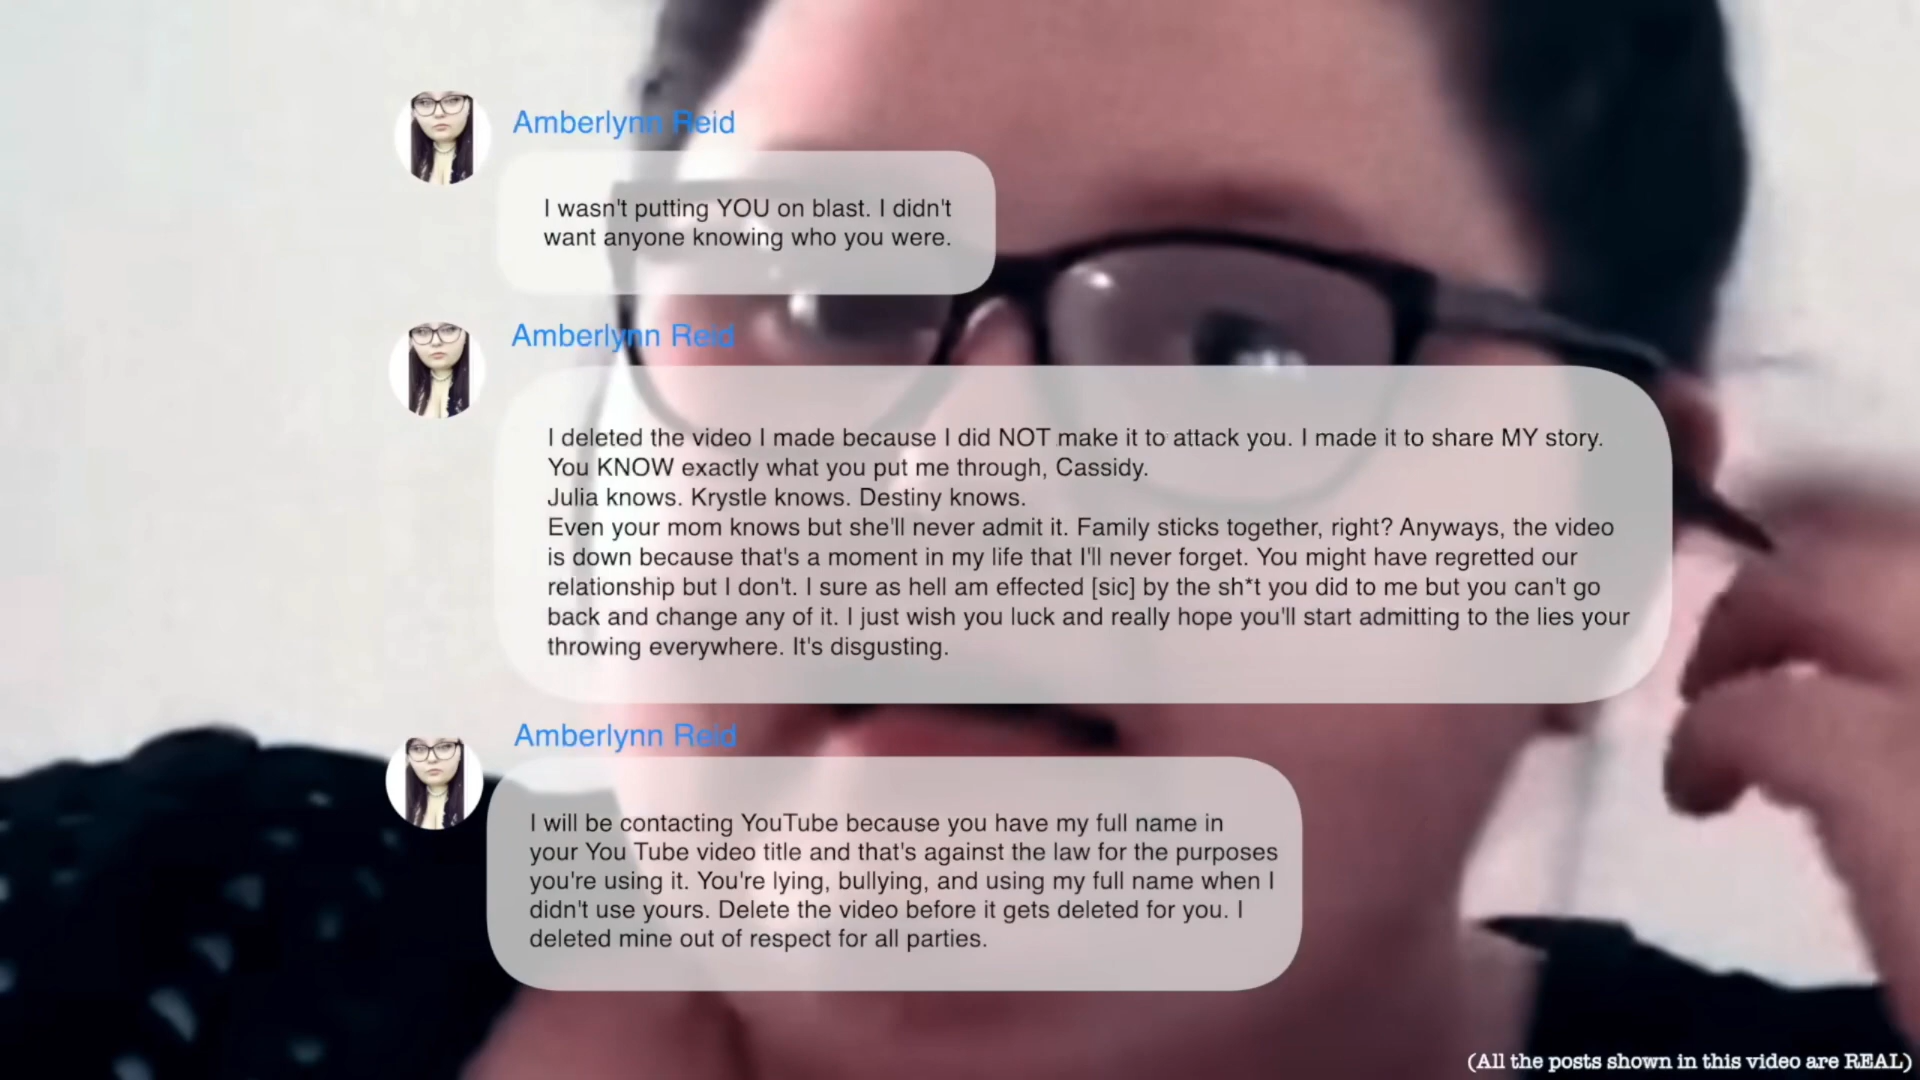 Amberlynn Reid
I wasn't putting YOU on blast. I didn't
want anyone knowing who you were.
Amberlynn Reid
I deleted the video I made because I did NOT make it to attack you. I made it to share MY story.
You KNOW exactly what you put me through, Cassidy.
Julia knows. Krystle knows. Destiny knows.
Even your mom knows but she'll never admit it. Family sticks together, right? Anyways, the video
is down because that's a moment in my life that I'll never forget. You might have regretted our
relationship but I don't. I sure as hell am effected [sic] by the sh*t you did to me but you can't go
back and change any of it. I just wish you luck and really hope you'll start admitting to the lies your
throwing everywhere. It's disgusting.
Amberlynn Reid
I will be contacting YouTube because you have my full name in
your You Tube video title and that's against the law for the purposes
you're using it. You're lying, bullying, and using my full name when I
didn't use yours. Delete the video before it gets deleted for you. I
deleted mine out of respect for all parties.
(All the posts shown in this video are REAL)